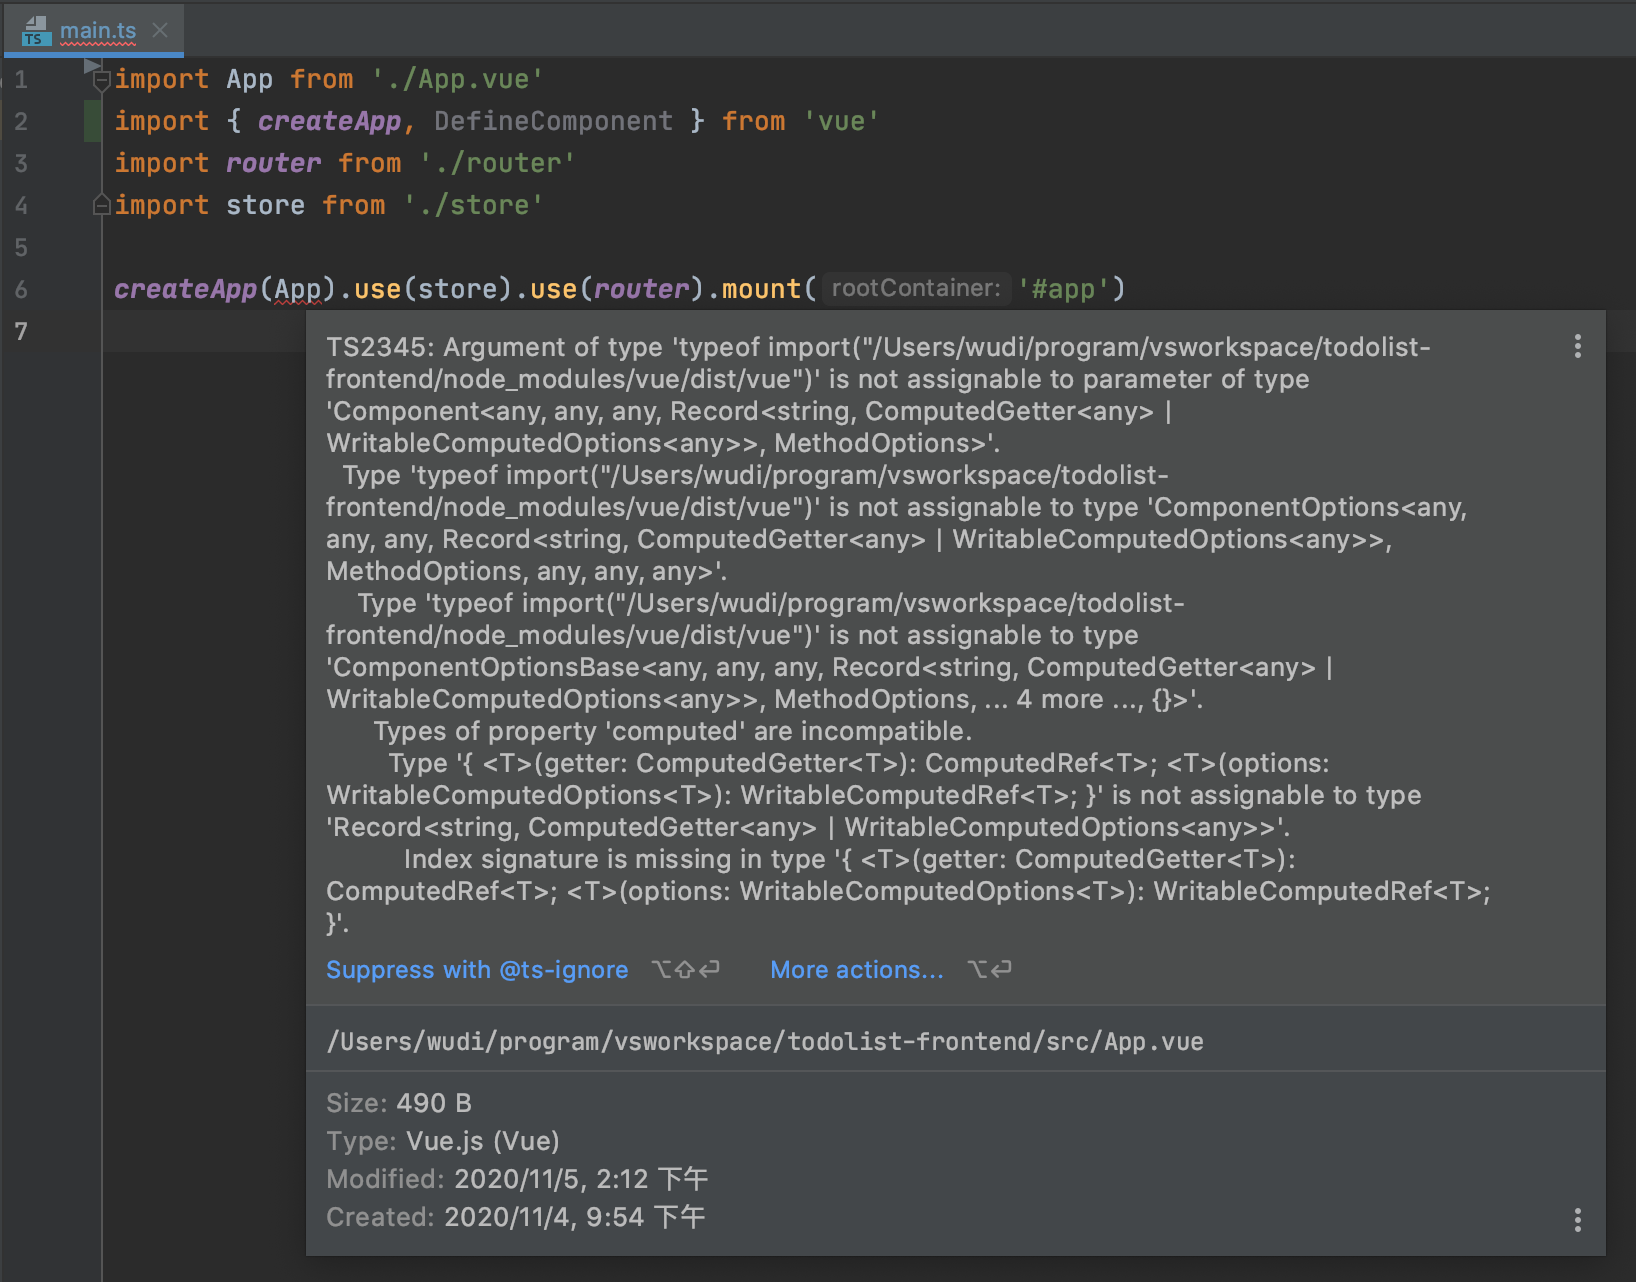 TS main.ts
1 import App from './App.vue'
2 import { createApp, DefineComponent } from 'vue'
3 import router from './router'
4 import store from './store'
5
6 createApp(App).use(store).use(router).mount( rootContainer: '#app')
7
TS2345: Argument of type 'typeof import("/Users/wudi/program/vsworkspace/todolist-
frontend/node_modules/vue/dist/vue")' is not assignable to parameter of type
'Component<any, any, any, Record<string, ComputedGetter<any> |
WritableComputedOptions<any>>, MethodOptions>'.
Type 'typeof import("/Users/wudi/program/vsworkspace/todolist-
frontend/node_modules/vue/dist/vue")' is not assignable to type 'ComponentOptions<any,
any, any, Record<string, ComputedGetter<any> | WritableComputedOptions<any>>,
MethodOptions, any, any, any>'.
Type 'typeof import("/Users/wudi/program/vsworkspace/todolist-
frontend/node_modules/vue/dist/vue")' is not assignable to type
'ComponentOptionsBase<any, any, any, Record<string, ComputedGetter<any> |
WritableComputedOptions<any>>, MethodOptions, ... 4 more ..., {}>'.
Types of property 'computed' are incompatible.
Type '{ <T>(getter: ComputedGetter<T>): ComputedRef<T>; <T>(options:
WritableComputedOptions<T>): WritableComputedRef<T>; }' is not assignable to type
'Record<string, ComputedGetter<any> | WritableComputedOptions<any>>'.
Index signature is missing in type '{ <T>(getter: ComputedGetter<T>):
ComputedRef<T>; <T>(options: WritableComputedOptions<T>): WritableComputedRef<T>;
}'.
Suppress with @ts-ignore ⌥⇧⏎ More actions... ⌥⏎
/Users/wudi/program/vsworkspace/todolist-frontend/src/App.vue
Size: 490 B
Type: Vue.js (Vue)
Modified: 2020/11/5, 2:12 下午
Created: 2020/11/4, 9:54 下午